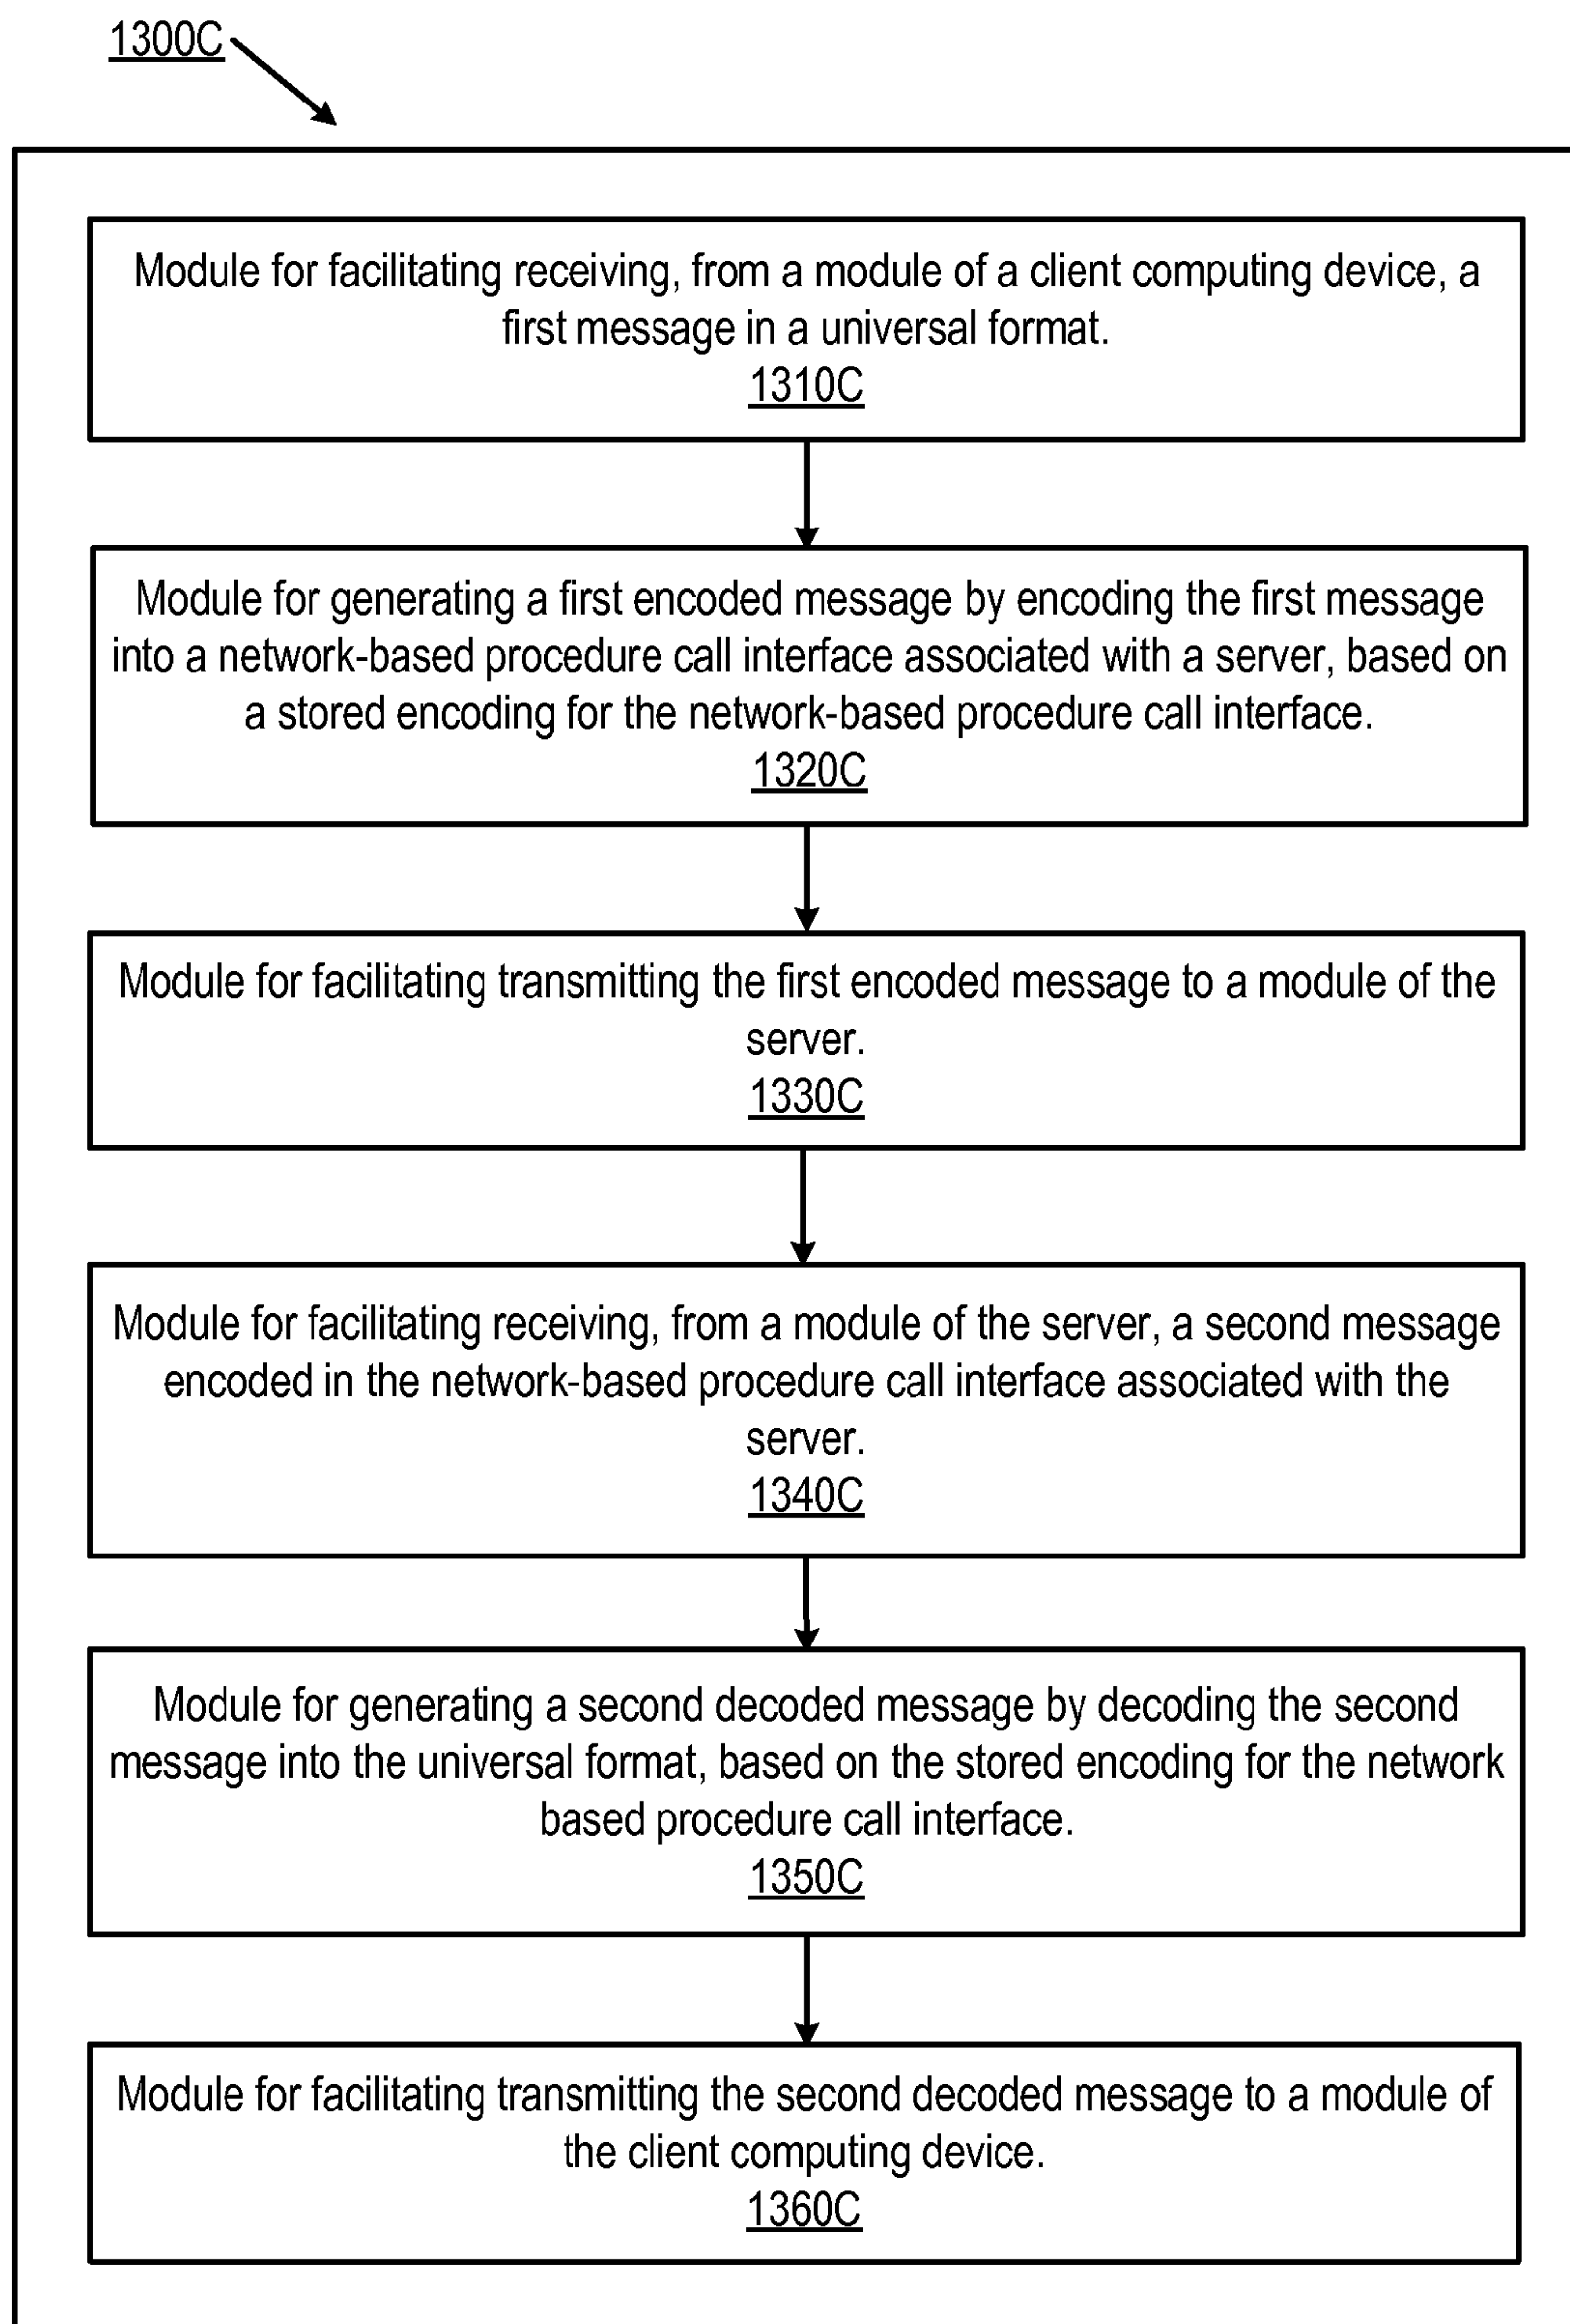 1300C
Module for facilitating receiving, from a module of a client computing device, a
first message in a universal format.
1310C
Module for generating a first encoded message by encoding the first message
into a network-based procedure call interface associated with a server, based on
a stored encoding for the network-based procedure call interface.
1320C
Module for facilitating transmitting the first encoded message to a module of the
server.
1330C
Module for facilitating receiving, from a module of the server, a second message
encoded in the network-based procedure call interface associated with the
server.
1340C
Module for generating a second decoded message by decoding the second
message into the universal format, based on the stored encoding for the network
based procedure call interface.
1350C
Module for facilitating transmitting the second decoded message to a module of
the client computing device.
1360C